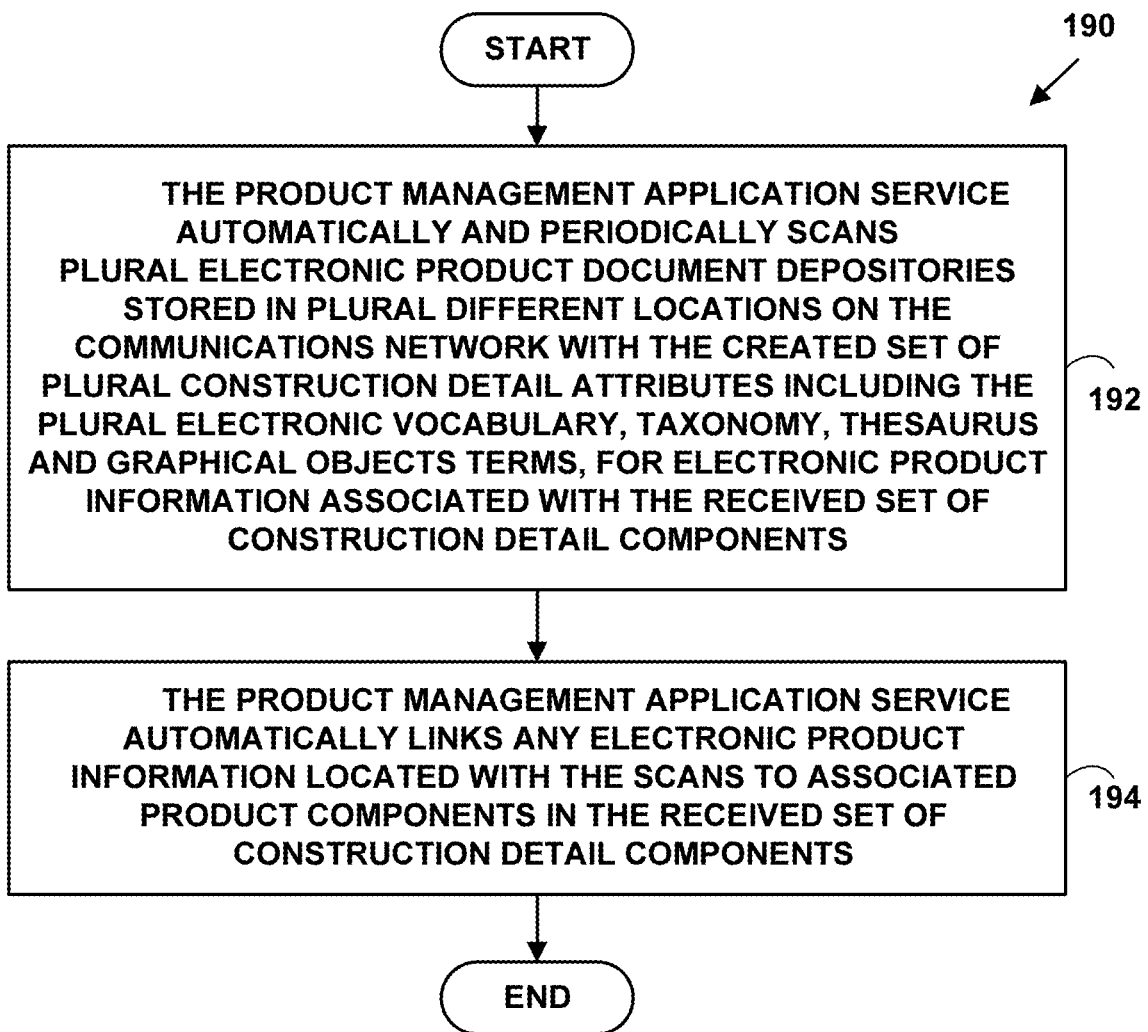 START
190
THE PRODUCT MANAGEMENT APPLICATION SERVICE
AUTOMATICALLY AND PERIODICALLY SCANS
PLURAL ELECTRONIC PRODUCT DOCUMENT DEPOSITORIES
STORED IN PLURAL DIFFERENT LOCATIONS ON THE
COMMUNICATIONS NETWORK WITH THE CREATED SET OF
PLURAL CONSTRUCTION DETAIL ATTRIBUTES INCLUDING THE
PLURAL ELECTRONIC VOCABULARY, TAXONOMY, THESAURUS
AND GRAPHICAL OBJECTS TERMS, FOR ELECTRONIC PRODUCT
INFORMATION ASSOCIATED WITH THE RECEIVED SET OF
CONSTRUCTION DETAIL COMPONENTS
192
THE PRODUCT MANAGEMENT APPLICATION SERVICE
AUTOMATICALLY LINKS ANY ELECTRONIC PRODUCT
INFORMATION LOCATED WITH THE SCANS TO ASSOCIATED
PRODUCT COMPONENTS IN THE RECEIVED SET OF
CONSTRUCTION DETAIL COMPONENTS
194
END